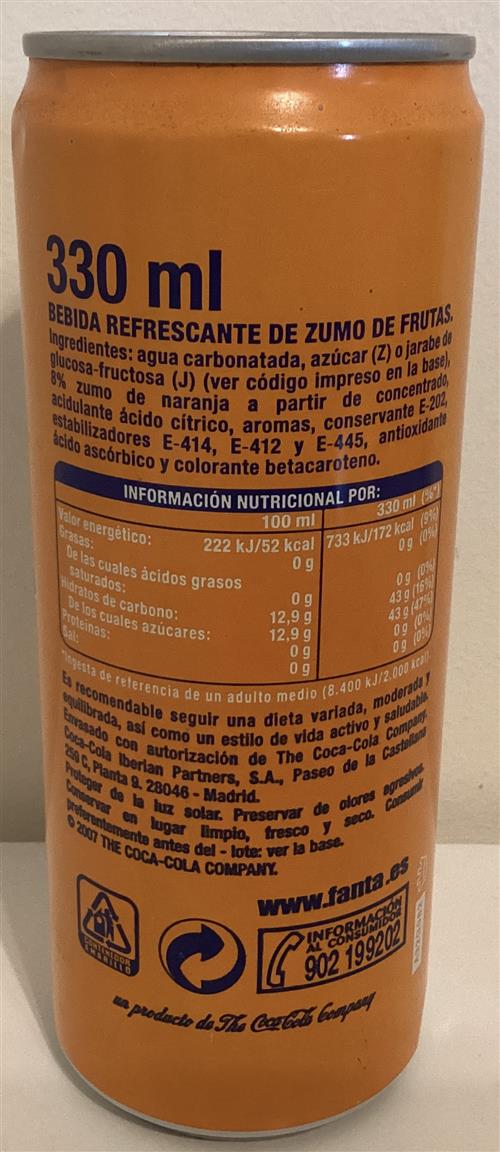 330 ml
BEBIDA REFRESCANTE DE ZUMO DE FRUTAS.
Ingredientes: agua carbonatada, azúcar (Z) o jarabe de
glucosa-fructosa (J) (ver código impreso en la base),
8% zumo de naranja a partir de concentrado,
acidulante ácido cítrico, aromas, conservante E-202,
estabilizadores E-414, E-412 y E-445, antioxidante
ácido ascórbico y colorante betacaroteno.
INFORMACIÓN NUTRICIONAL POR:
100 ml 330 ml (%*)
Valor energético: 222 kJ/52 kcal 733 kJ/172 kcal (9%)
Grasas: 0 g 0 g (0%)
De las cuales ácidos grasos
saturados: 0 g 0 g (0%)
Hidratos de carbono: 12,9 g 43 g (16%)
De los cuales azúcares: 12,9 g 43 g (47%)
Proteínas: 0 g 0 g (0%)
Sal: 0 g 0 g (0%)
*Ingesta de referencia de un adulto medio (8.400 kJ/2.000 kcal).
Es recomendable seguir una dieta variada, moderada y
equilibrada, así como un estilo de vida activo y saludable.
Envasado con autorización de The Coca-Cola Company,
Coca-Cola Iberian Partners, S.A., Paseo de la Castellana
259 C, Planta 9. 28046 - Madrid.
Proteger de la luz solar. Preservar de olores agresivos.
Conservar en lugar limpio, fresco y seco. Consumir
preferentemente antes del - lote: ver la base.
© 2007 THE COCA-COLA COMPANY.
www.fanta.es
CONTENEDOR
AMARILLO
INFORMACIÓN
AL CONSUMIDOR
902 199202
un producto de The Coca-Cola Company